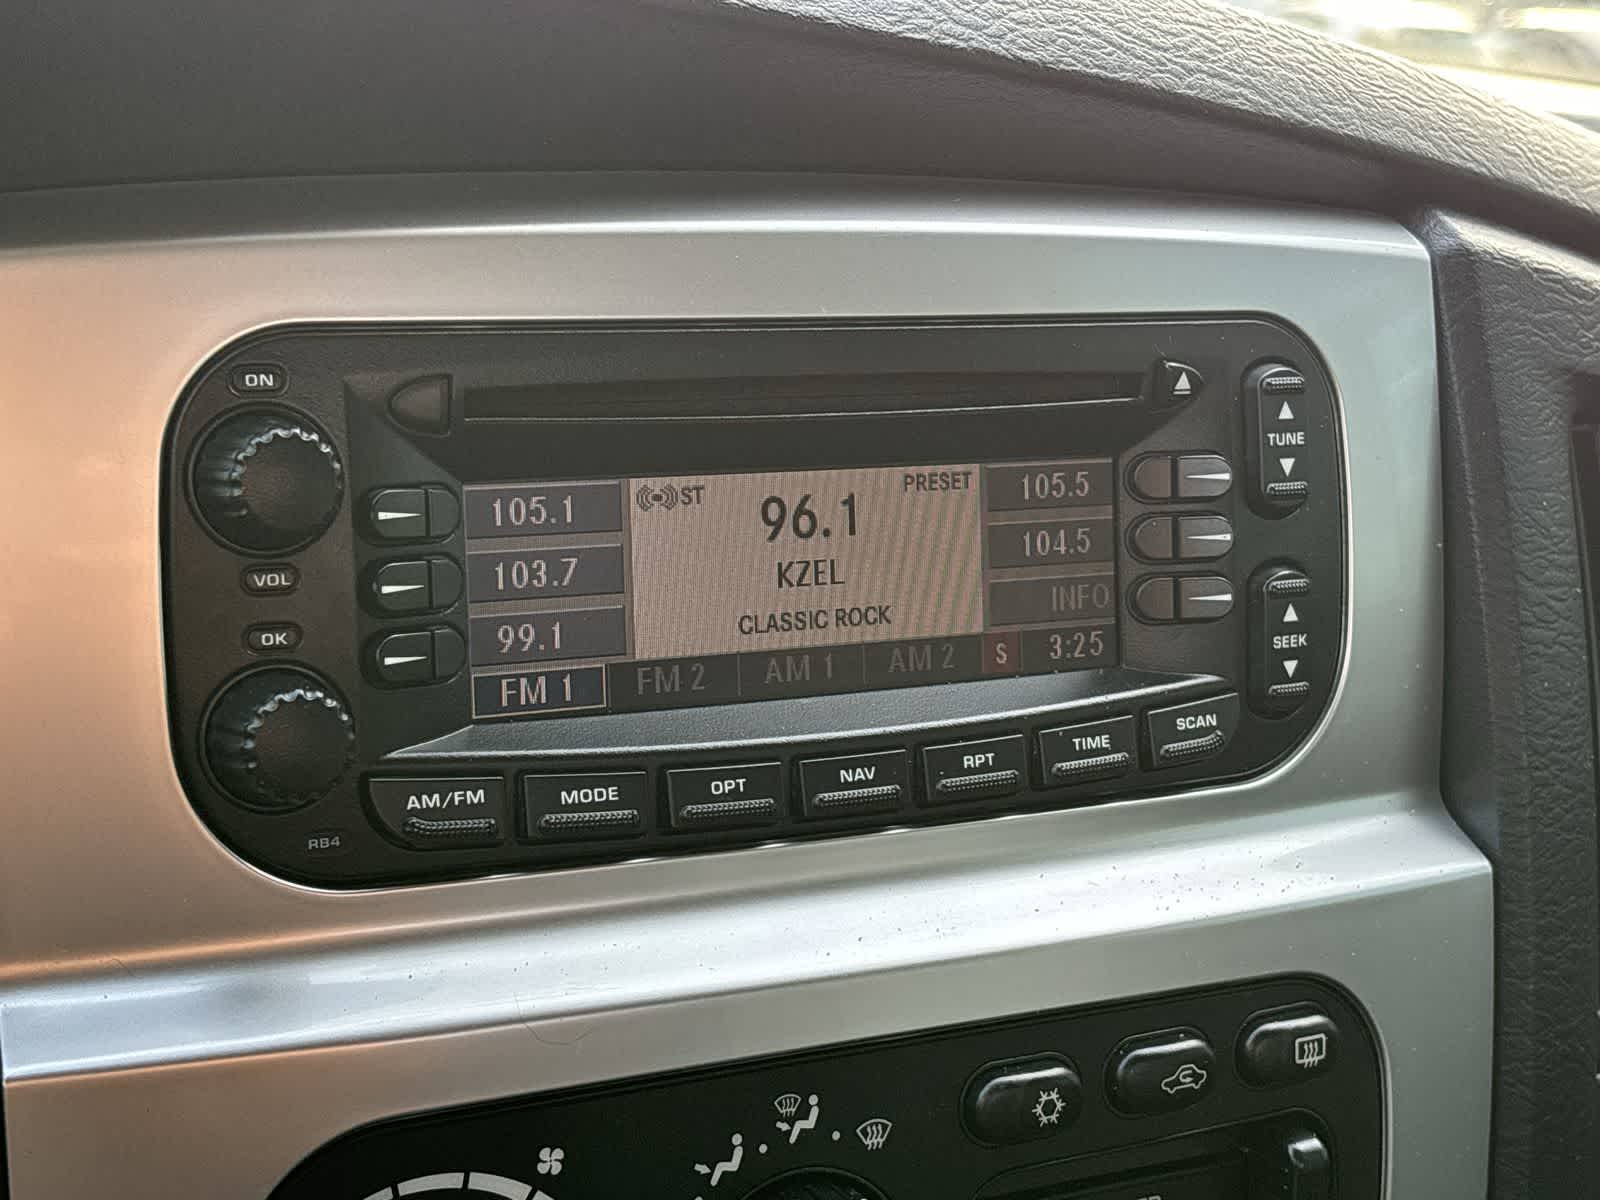 ON
VOL
OK
TUNE
SEEK
105.1
103.7
99.1
ST
PRESET
96.1
KZEL
CLASSIC ROCK
105.5
104.5
INFO
FM 1
FM 2
AM 1
AM 2
S
3:25
AM/FM
MODE
OPT
NAV
RPT
TIME
SCAN
RB4